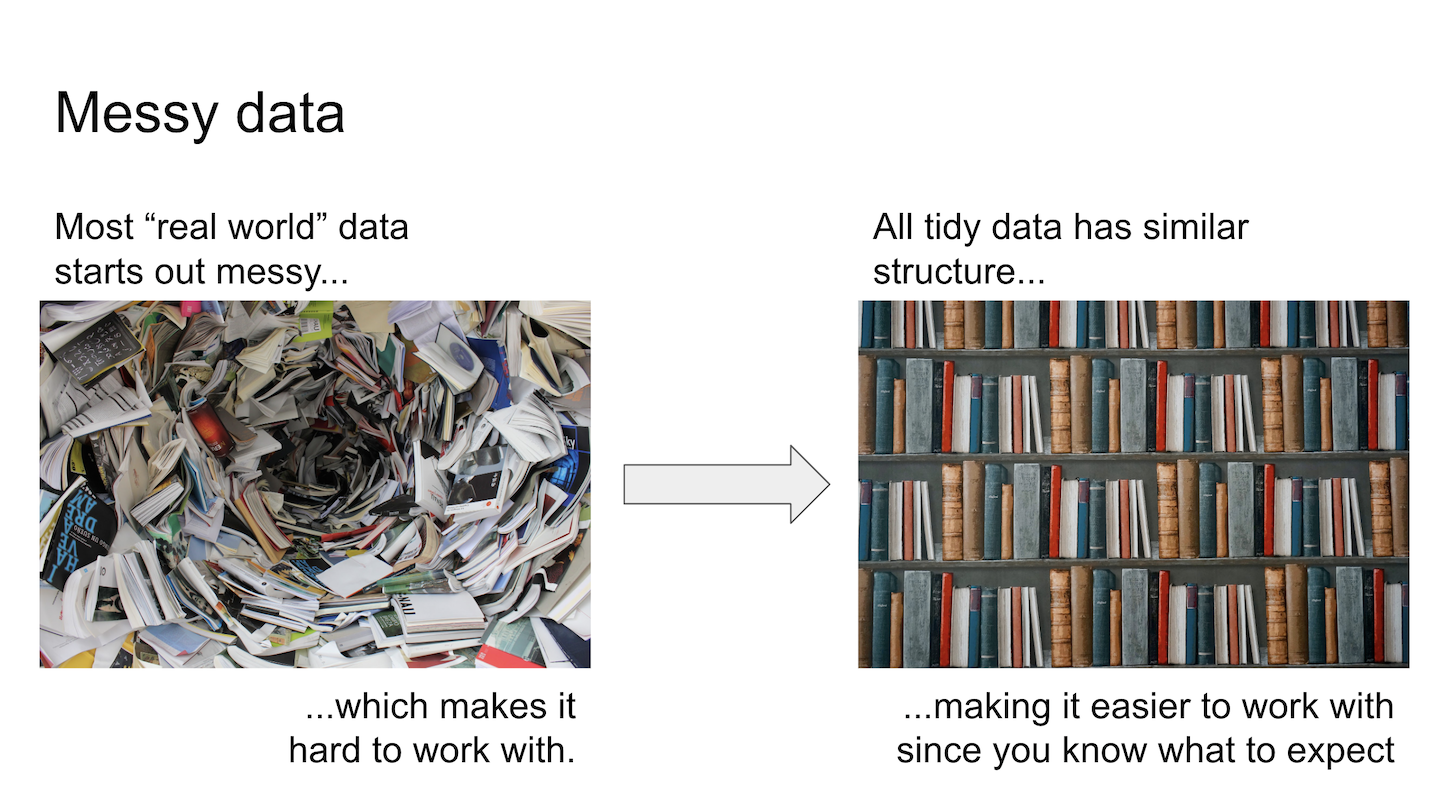 Messy data
Most “real world” data
starts out messy...
...which makes it
hard to work with.
All tidy data has similar
structure...
...making it easier to work with
since you know what to expect